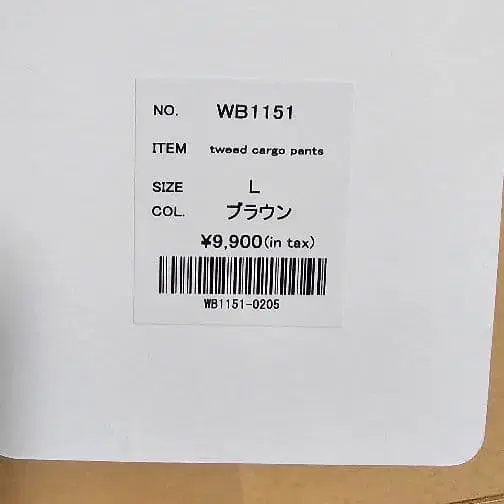 NO. WB1151
ITEM tweed cargo pants
SIZE L
COL. ブラウン
¥9,900(in tax)
WB1151-0205